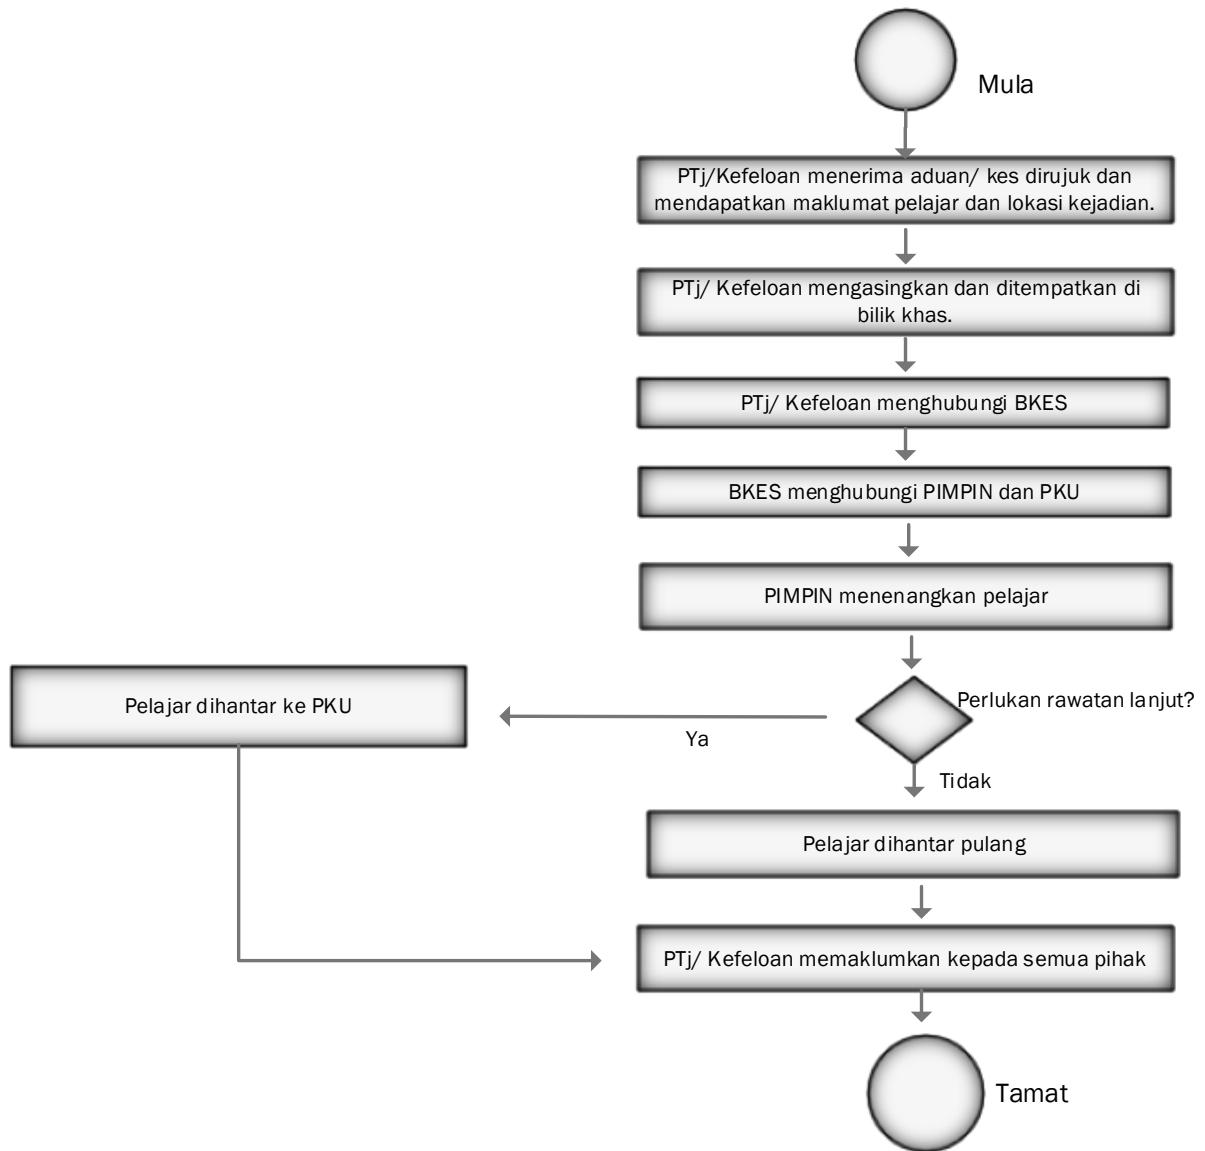 Mula
PTj/Kefeloan menerima aduan/ kes dirujuk dan
mendapatkan maklumat pelajar dan lokasi kejadian.
PTj/ Kefeloan mengasingkan dan ditempatkan di
bilik khas.
PTj/ Kefeloan menghubungi BKES
BKES menghubungi PIMPIN dan PKU
PIMPIN menenangkan pelajar
Perlukan rawatan lanjut?
Pelajar dihantar ke PKU
Ya
Tidak
Pelajar dihantar pulang
PTj/ Kefeloan memaklumkan kepada semua pihak
Tamat